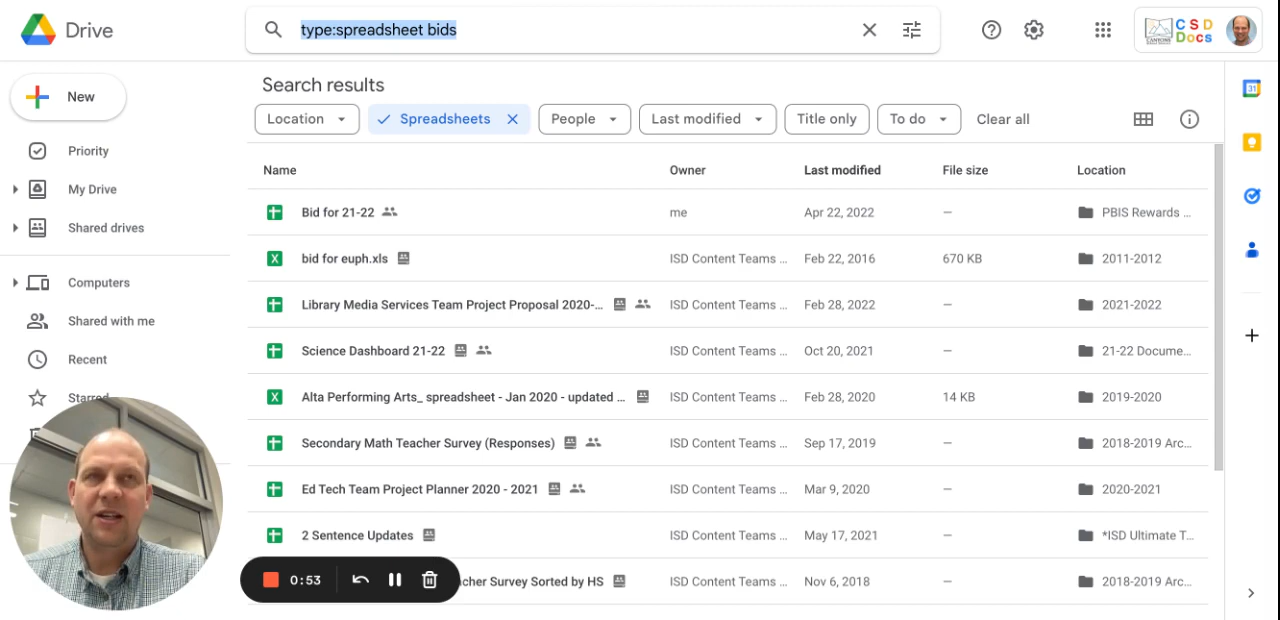 Drive
type:spreadsheet bids
CSD
Docs
New
Search results
Location
Spreadsheets
People
Last modified
Title only
To do
Clear all
Priority
My Drive
Shared drives
Computers
Shared with me
Recent
Starred
Name Owner Last modified File size Location
Bid for 21-22 me Apr 22, 2022 – PBIS Rewards ...
bid for euph.xls ISD Content Teams ... Feb 22, 2016 670 KB 2011-2012
Library Media Services Team Project Proposal 2020-... ISD Content Teams ... Feb 28, 2022 – 2021-2022
Science Dashboard 21-22 ISD Content Teams ... Oct 20, 2021 – 21-22 Docume...
Alta Performing Arts_ spreadsheet - Jan 2020 - updated ... ISD Content Teams ... Feb 28, 2020 14 KB 2019-2020
Secondary Math Teacher Survey (Responses) ISD Content Teams ... Sep 17, 2019 – 2018-2019 Arc...
Ed Tech Team Project Planner 2020 - 2021 ISD Content Teams ... Mar 9, 2020 – 2020-2021
2 Sentence Updates ISD Content Teams ... May 17, 2021 – *ISD Ultimate T...
cher Survey Sorted by HS ISD Content Teams ... Nov 6, 2018 – 2018-2019 Arc...
0:53
31